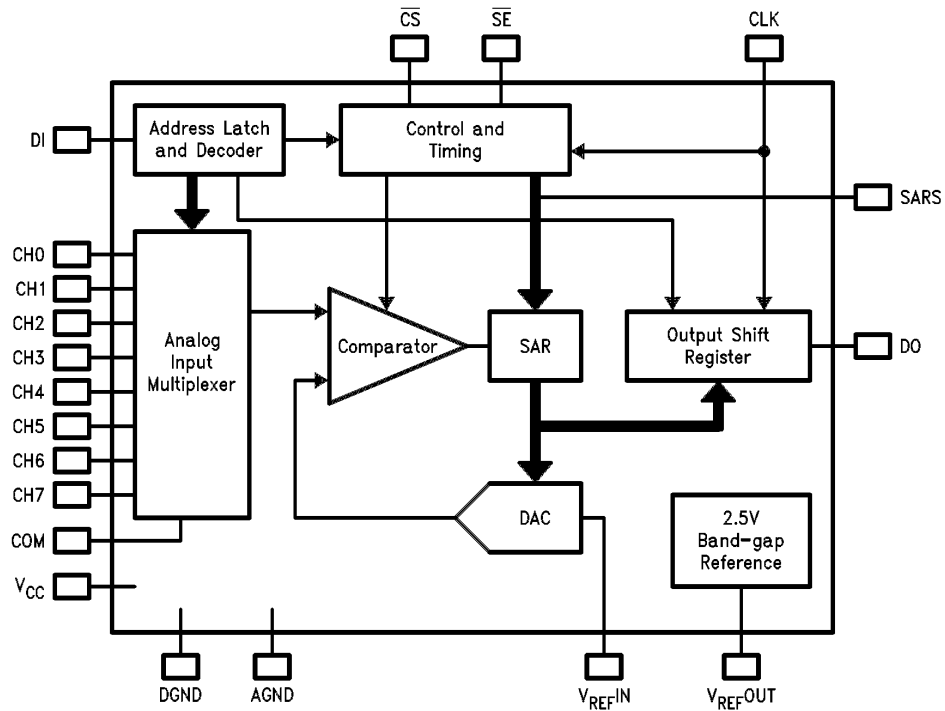 CS
SE
CLK
DI
Address Latch
and Decoder
Control and
Timing
SARS
CH0
CH1
CH2
CH3
CH4
CH5
CH6
CH7
COM
VCC
Analog
Input
Multiplexer
Comparator
SAR
Output Shift
Register
DO
DAC
2.5V
Band-gap
Reference
DGND
AGND
VREFIN
VREFOUT